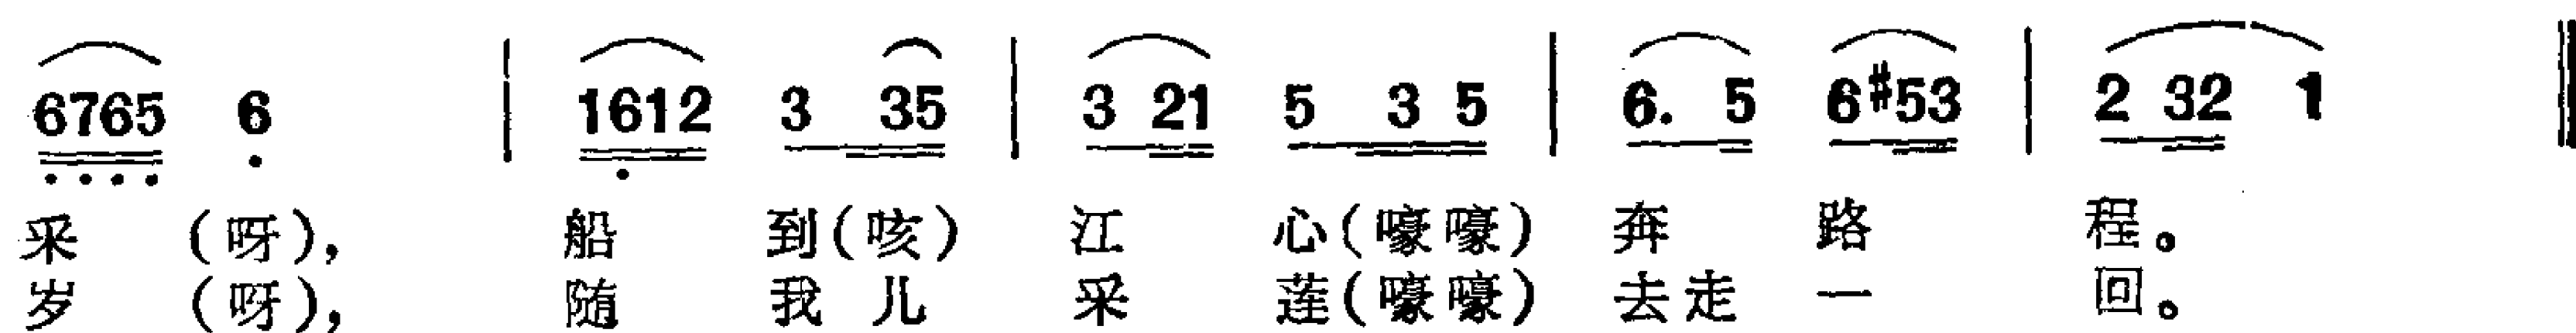 6765 6 | 1612 3 35 | 3 21 5 3 5 | 6. 5 6#53 | 2 32 1 ‖
采 (呀), 船 到(咳) 江 心(嚎嚎) 奔 路 程。
岁 (呀), 随 我 儿 采 莲(嚎嚎) 去走 一 回。